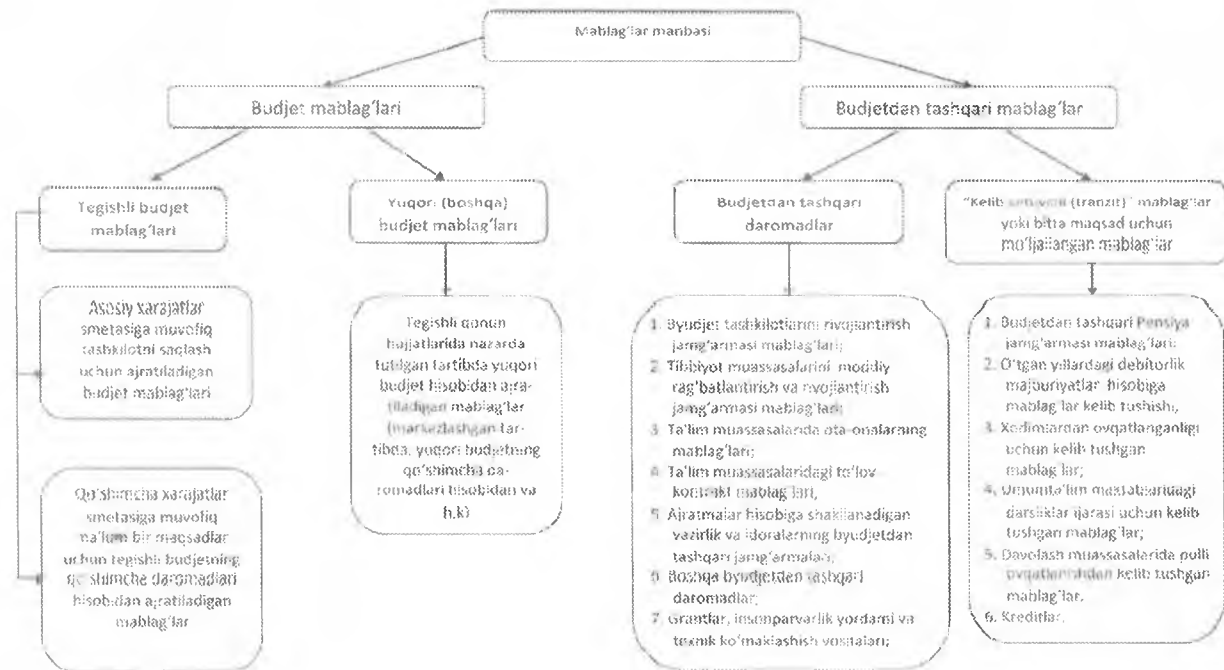 Mablag'lar manbasi
Budjet mablag'lari
Budjetdan tashqari mablag'lar
Tegishli budjet
mablag'lari
Yuqori (boshqa)
budjet mablag'lari
Budjetdan tashqari
daromadlar
"Kelib (tranzit)" mablag'lar
yoki bitta maqsad uchun
mo'ljallangan mablag'lar
Asosiy xarajatlar
smetasiga muvofiq
tashkilotni saqlash
uchun ajratiladigan
budjet mablag'lari
Qo'shimcha xarajatlar
smetasiga muvofiq
ma'lum bir maqsadlar
uchun tegishli budjetning
qo'shimcha daromadlari
hisobidan ajratiladigan
mablag'lar
Tegishli qonun
hujjatlarida nazarda
tutilgan tartibda yuqori
budjet hisobidan ajra-
tiladigan mablag'lar
(markazlashgan tar-
tibda, yuqori budjetning
qo'shimcha da-
romadlari hisobidan va
h.k)
1. Byudjet tashkilotlarini rivojlantirish
jamg'armasi mablag'lari;
2. Tibbiyot muassasalarini moddiy
rag'batlantirish va rivojlantirish
jamg'armasi mablag'lari;
3. Ta'lim muassasalarida ota-onalarning
mablag'lari;
4. Ta'lim muassasalaridagi to'lov
kontrakt mablag'lari,
5. Ajratmalar hisobiga shakllanadigan
vazirlik va idoralarning byudjetdan
tashqari jamg'armalari;
6. Boshqa byudjetdan tashqari
daromadlar;
7. Grantlar, insonparvarlik yordami va
texnik ko'maklashish vositalari;
1. Budjetdan tashqari Pensiya
jamg'armasi mablag'lari;
2. O'tgan yillardagi debitorlik
majburiyatlar hisobiga
mablag'lar kelib tushishi,
3. Xodimlardan ovqatlanganligi
uchun kelib tushgan
mablag'lar;
4. Umumta'lim maktablaridagi
darsliklar ijarasi uchun kelib
tushgan mablag'lar;
5. Davolash muassasalarida pulli
ovqatlanishdan kelib tushgan
mablag'lar.
6. Kreditlar.